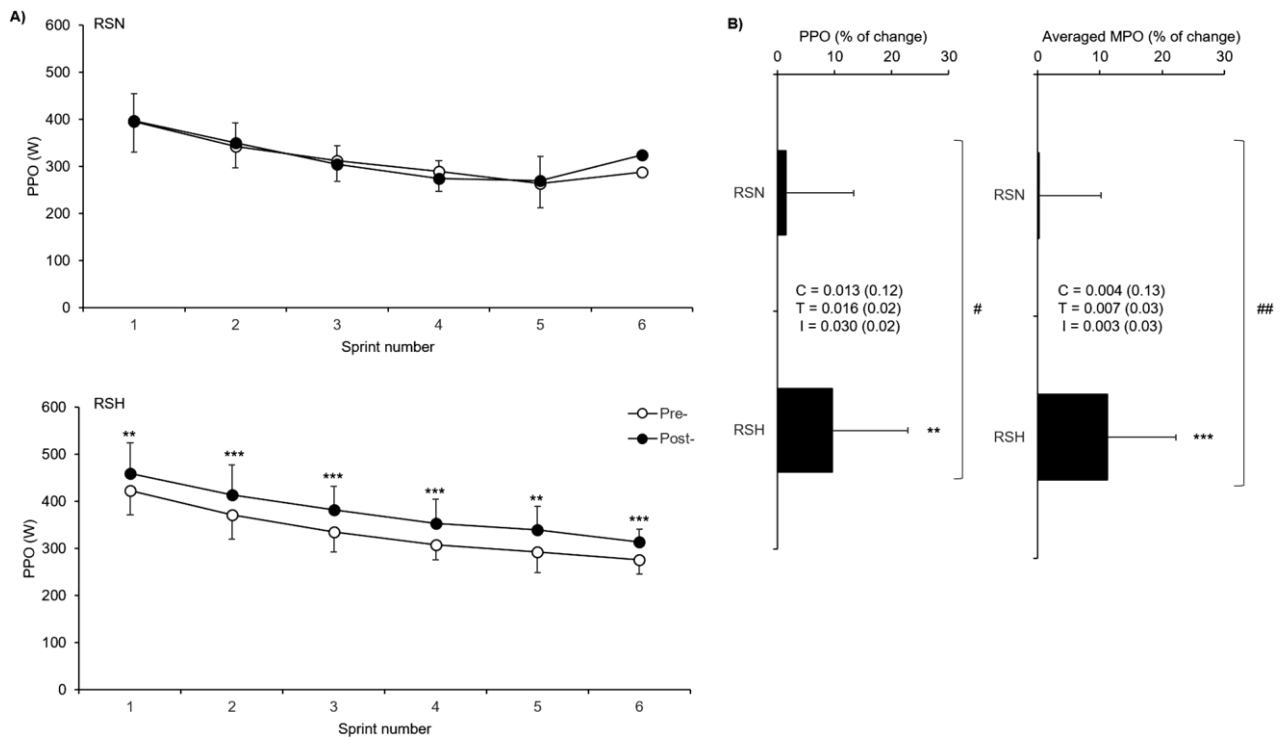 A)
RSN
600
500
400
300
200
100
0
PPO (W)
1 2 3 4 5 6
Sprint number
RSH
600
500
400
300
200
100
0
PPO (W)
** *** *** *** ** ***
Pre-
Post-
1 2 3 4 5 6
Sprint number
B)
PPO (% of change)
0 10 20 30
RSN
C = 0.013 (0.12)
T = 0.016 (0.02)
I = 0.030 (0.02)
#
RSH
**
Averaged MPO (% of change)
0 10 20 30
RSN
C = 0.004 (0.13)
T = 0.007 (0.03)
I = 0.003 (0.03)
##
RSH
***